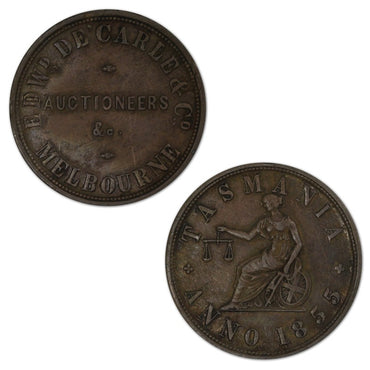 EDWD. DE CARLE & CO
AUCTIONEERS
&c.
MELBOURNE
TASMANIA
ANNO 1855